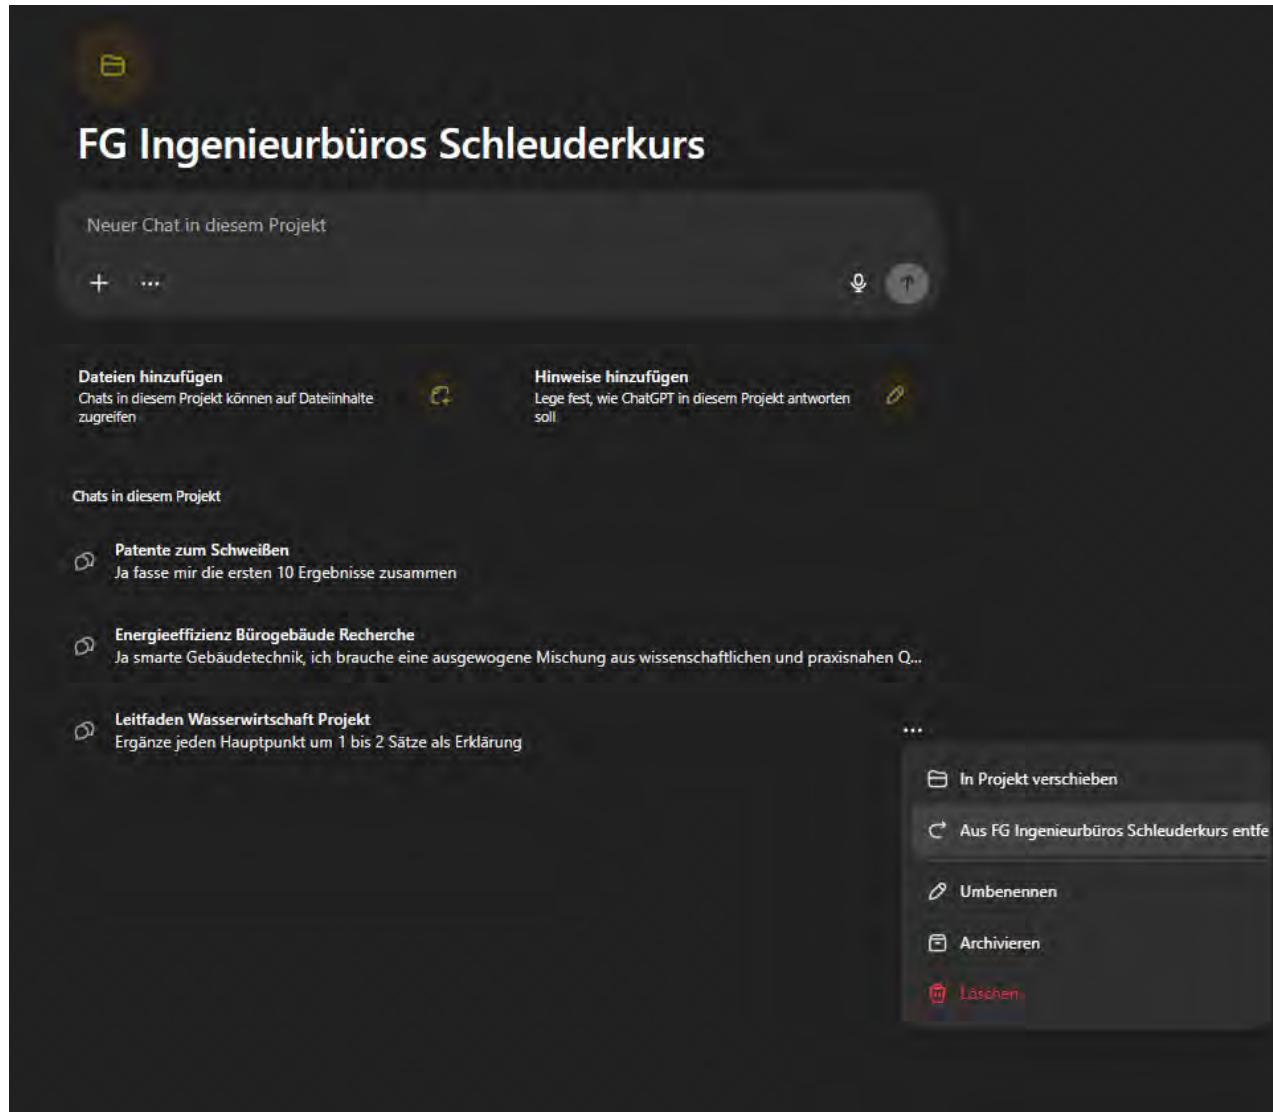 FG Ingenieurbüros Schleuderkurs
Neuer Chat in diesem Projekt
Dateien hinzufügen
Chats in diesem Projekt können auf Dateiinhalte
zugreifen
Hinweise hinzufügen
Lege fest, wie ChatGPT in diesem Projekt antworten
soll
Chats in diesem Projekt
Patente zum Schweißen
Ja fasse mir die ersten 10 Ergebnisse zusammen
Energieeffizienz Bürogebäude Recherche
Ja smarte Gebäudetechnik, ich brauche eine ausgewogene Mischung aus wissenschaftlichen und praxisnahen Q...
Leitfaden Wasserwirtschaft Projekt
Ergänze jeden Hauptpunkt um 1 bis 2 Sätze als Erklärung
In Projekt verschieben
Aus FG Ingenieurbüros Schleuderkurs entfe
Umbenennen
Archivieren
Löschen